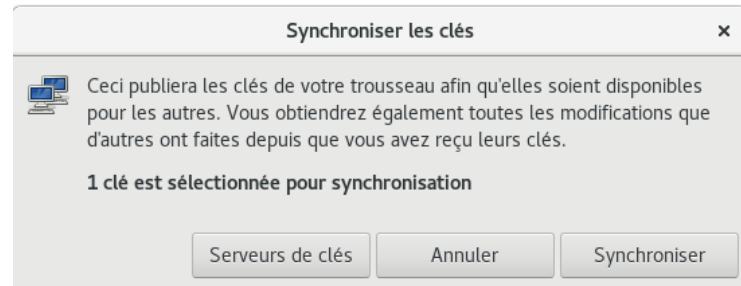 Synchroniser les clés
Ceci publiera les clés de votre trousseau afin qu'elles soient disponibles
pour les autres. Vous obtiendrez également toutes les modifications que
d'autres ont faites depuis que vous avez reçu leurs clés.
1 clé est sélectionnée pour synchronisation
Serveurs de clés Annuler Synchroniser